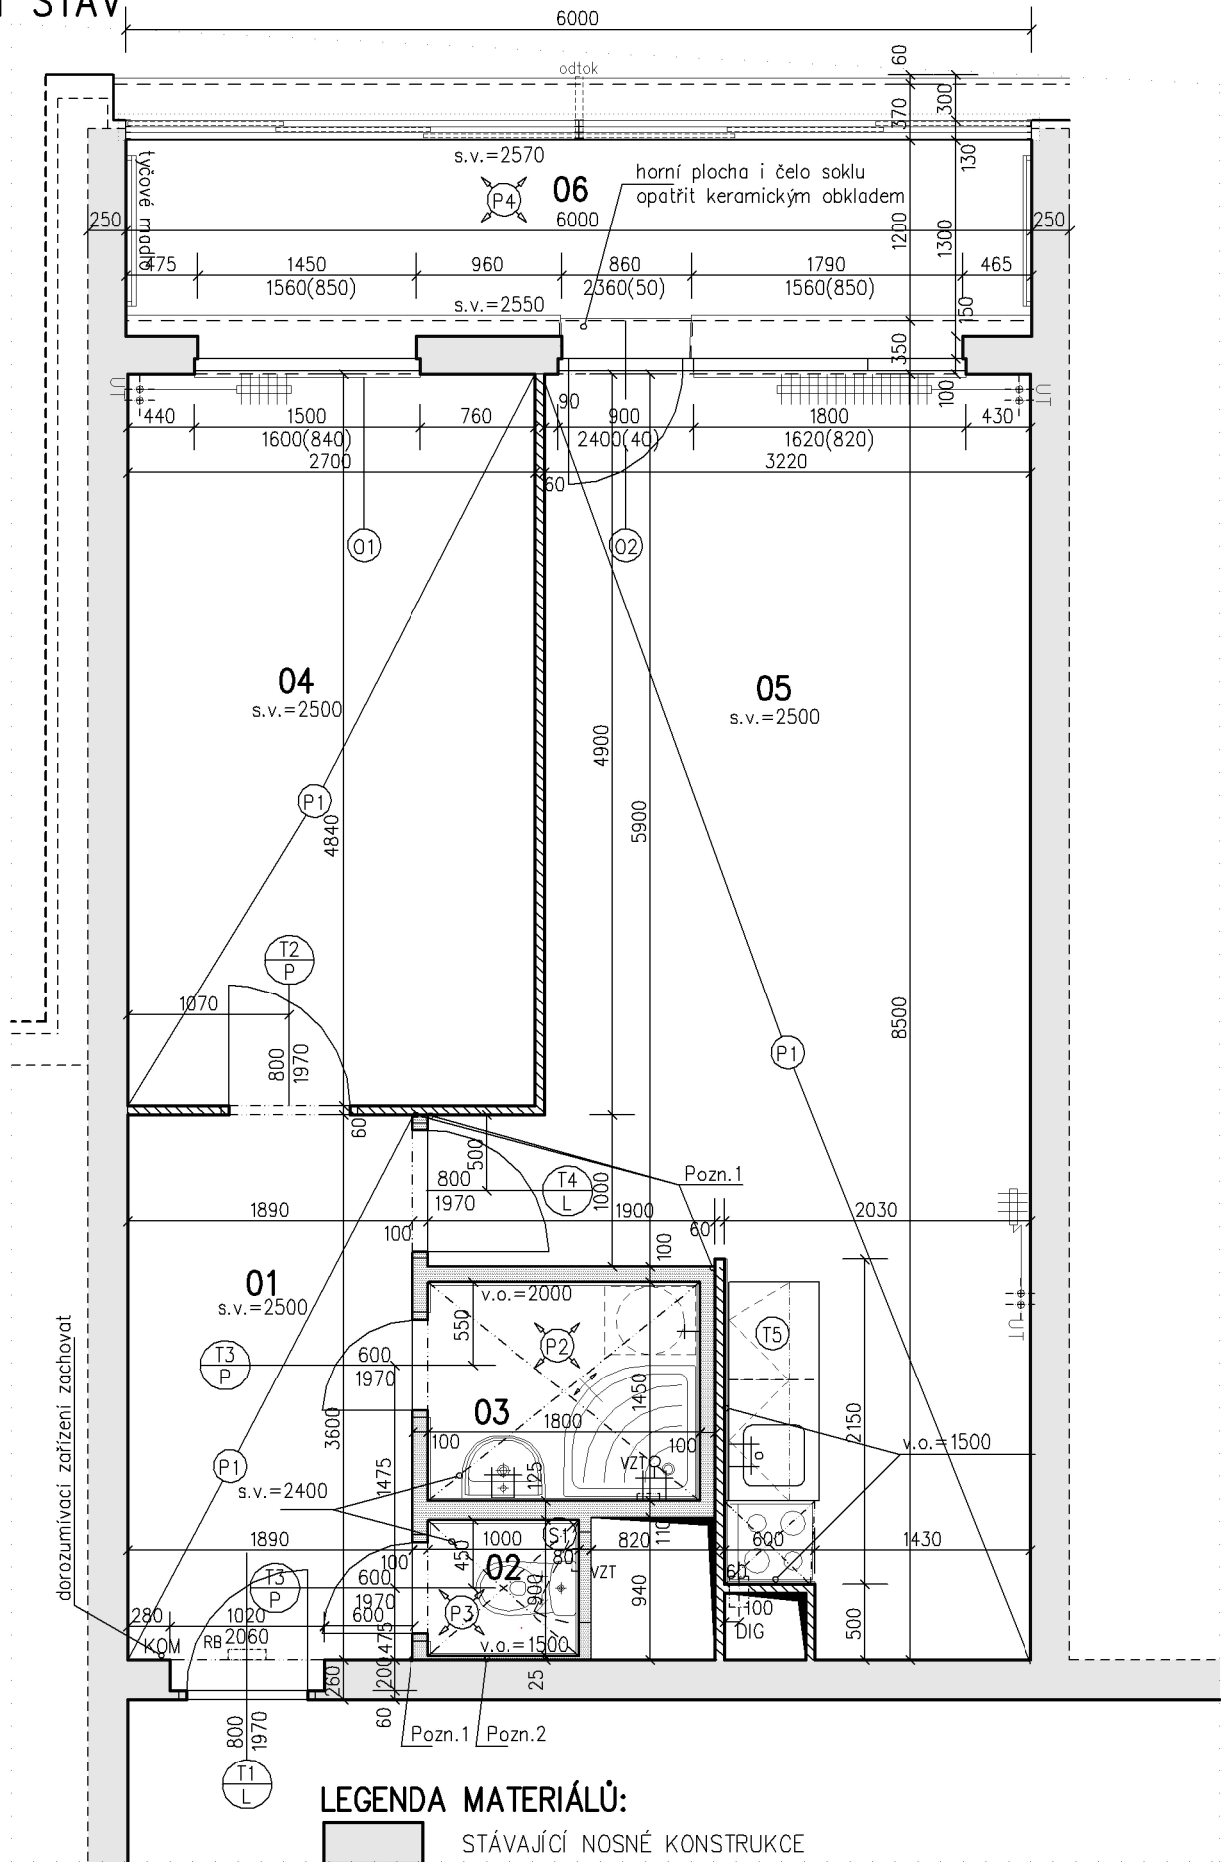 STAV
6000
odtok
60
370
300
130
tyčové madlo
s.v.=2570
P4
06
horní plocha i čelo soklu
opatřit keramickým obkladem
250
6000
1200
1300
250
475
1450
1560(850)
960
860
2360(50)
1790
1560(850)
465
s.v.=2550
150
350
100
UT
UT
440
1500
1600(840)
760
90
900
2400(40)
1800
1620(820)
430
2700
60
3220
O1
O2
04
s.v.=2500
05
s.v.=2500
4900
P1
4840
5900
T2
P
1070
800
1970
8500
P1
60
500
800
1970
T4
L
1000
Pozn.1
1890
100
1900
60
100
2030
01
s.v.=2500
v.o.=2000
550
P2
T5
UT
dorozumívací zařízení zachovat
T3
P
600
1970
3600
03
1800
1450
100
100
2150
v.o.=1500
P1
s.v.=2400
1475
125
VZT
1890
100
1000
S1
820
110
600
1430
450
02
80
VZT
60
T3
P
600
1970
P3
900
940
100
DIG
500
280
1020
600
KOM
RB
2060
475
v.o.=1500
260
200
25
60
800
1970
Pozn.1
Pozn.2
T1
L
LEGENDA MATERIÁLŮ:
STÁVAJÍCÍ NOSNÉ KONSTRUKCE